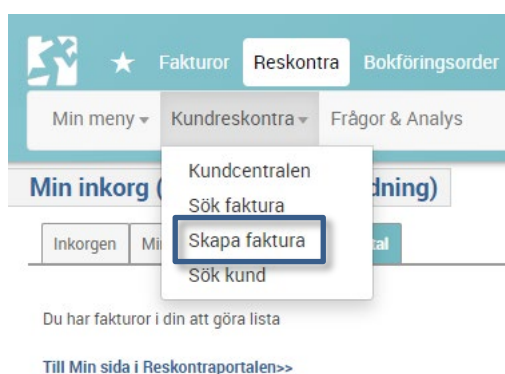 Fakturor Reskontra Bokföringsorder
Min meny Kundreskontra Frågor & Analys
Kundcentralen
Sök faktura
Skapa faktura
Sök kund
Min inkorg ( dning)
Inkorgen Mi tal
Du har fakturor i din att göra lista
Till Min sida i Reskontraportalen>>